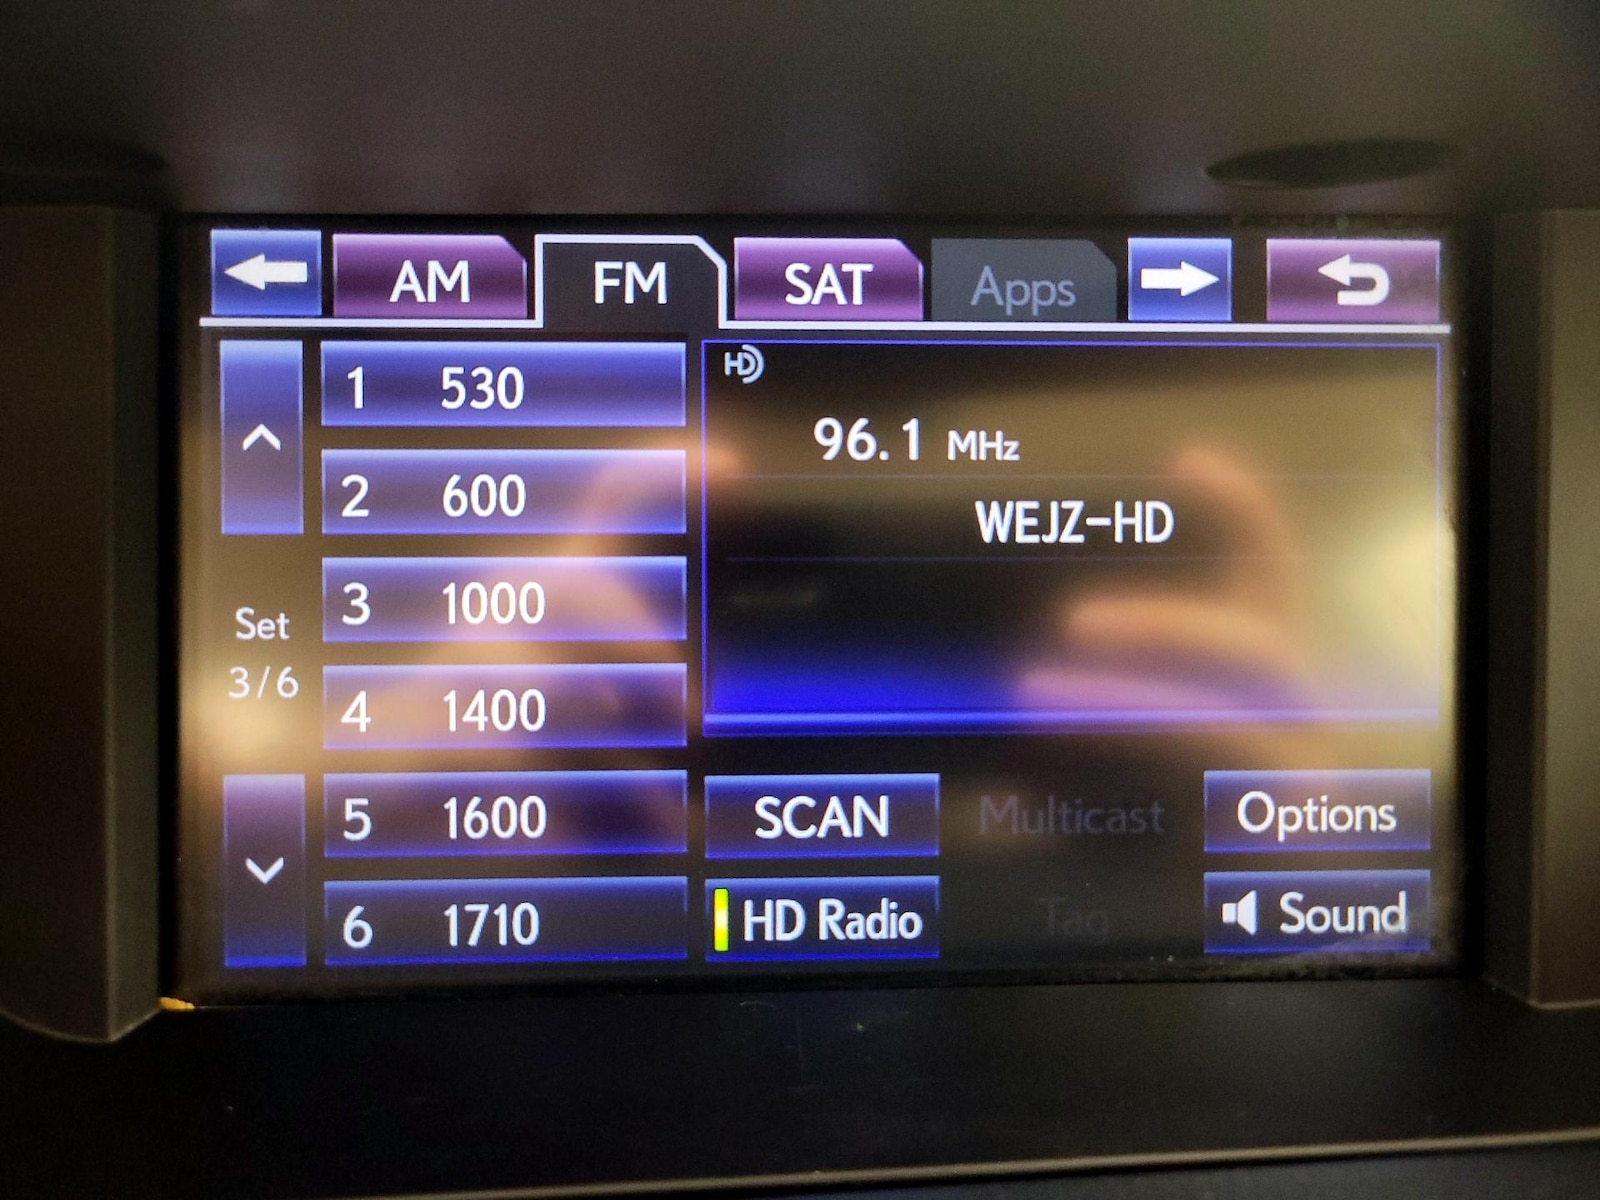 AM FM SAT Apps
HD
1 530
2 600
3 1000
4 1400
5 1600
6 1710
Set
3/6
96.1 MHz
WEJZ-HD
SCAN Multicast Options
HD Radio Tag Sound